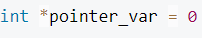 int *pointer_var = 0